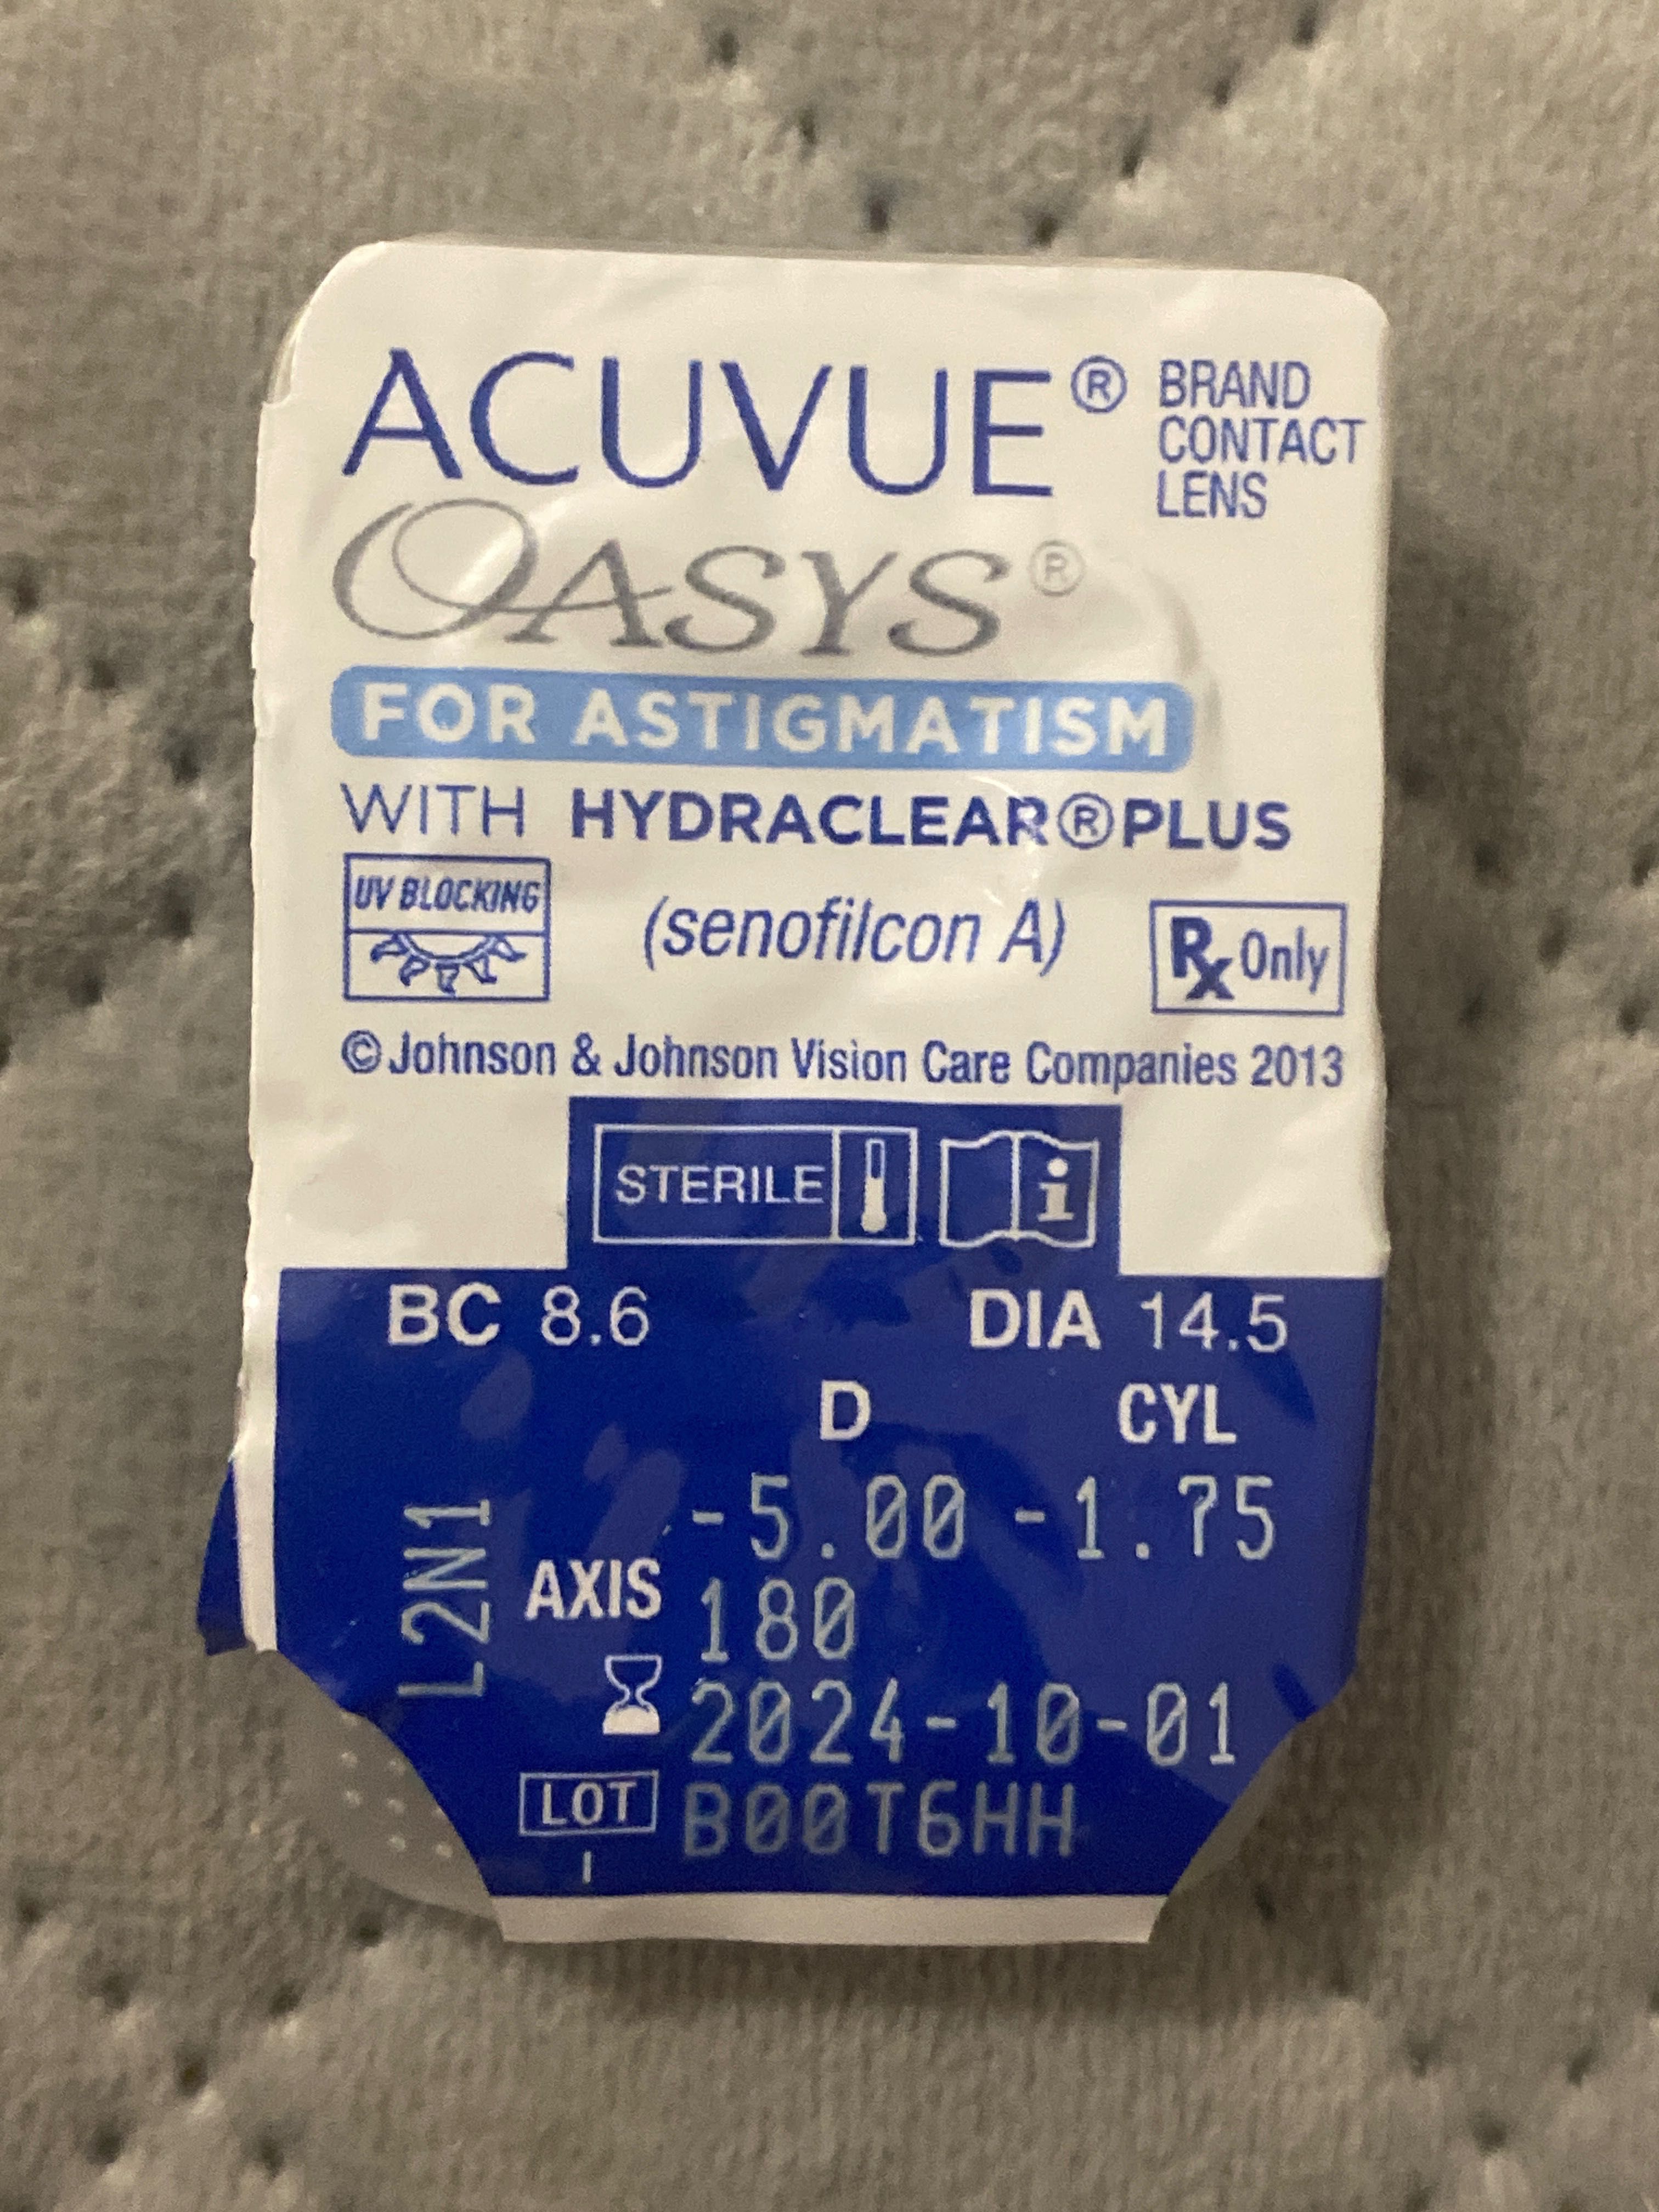 ACUVUE® BRAND
CONTACT
LENS
OASYS®
FOR ASTIGMATISM
WITH HYDRACLEAR®PLUS
UV BLOCKING
(senofilcon A)
Rx Only
©Johnson & Johnson Vision Care Companies 2013
STERILE
i
BC 8.6 DIA 14.5
D CYL
-5.00 -1.75
L2N1
AXIS 180
2024-10-01
LOT B00T6HH
I